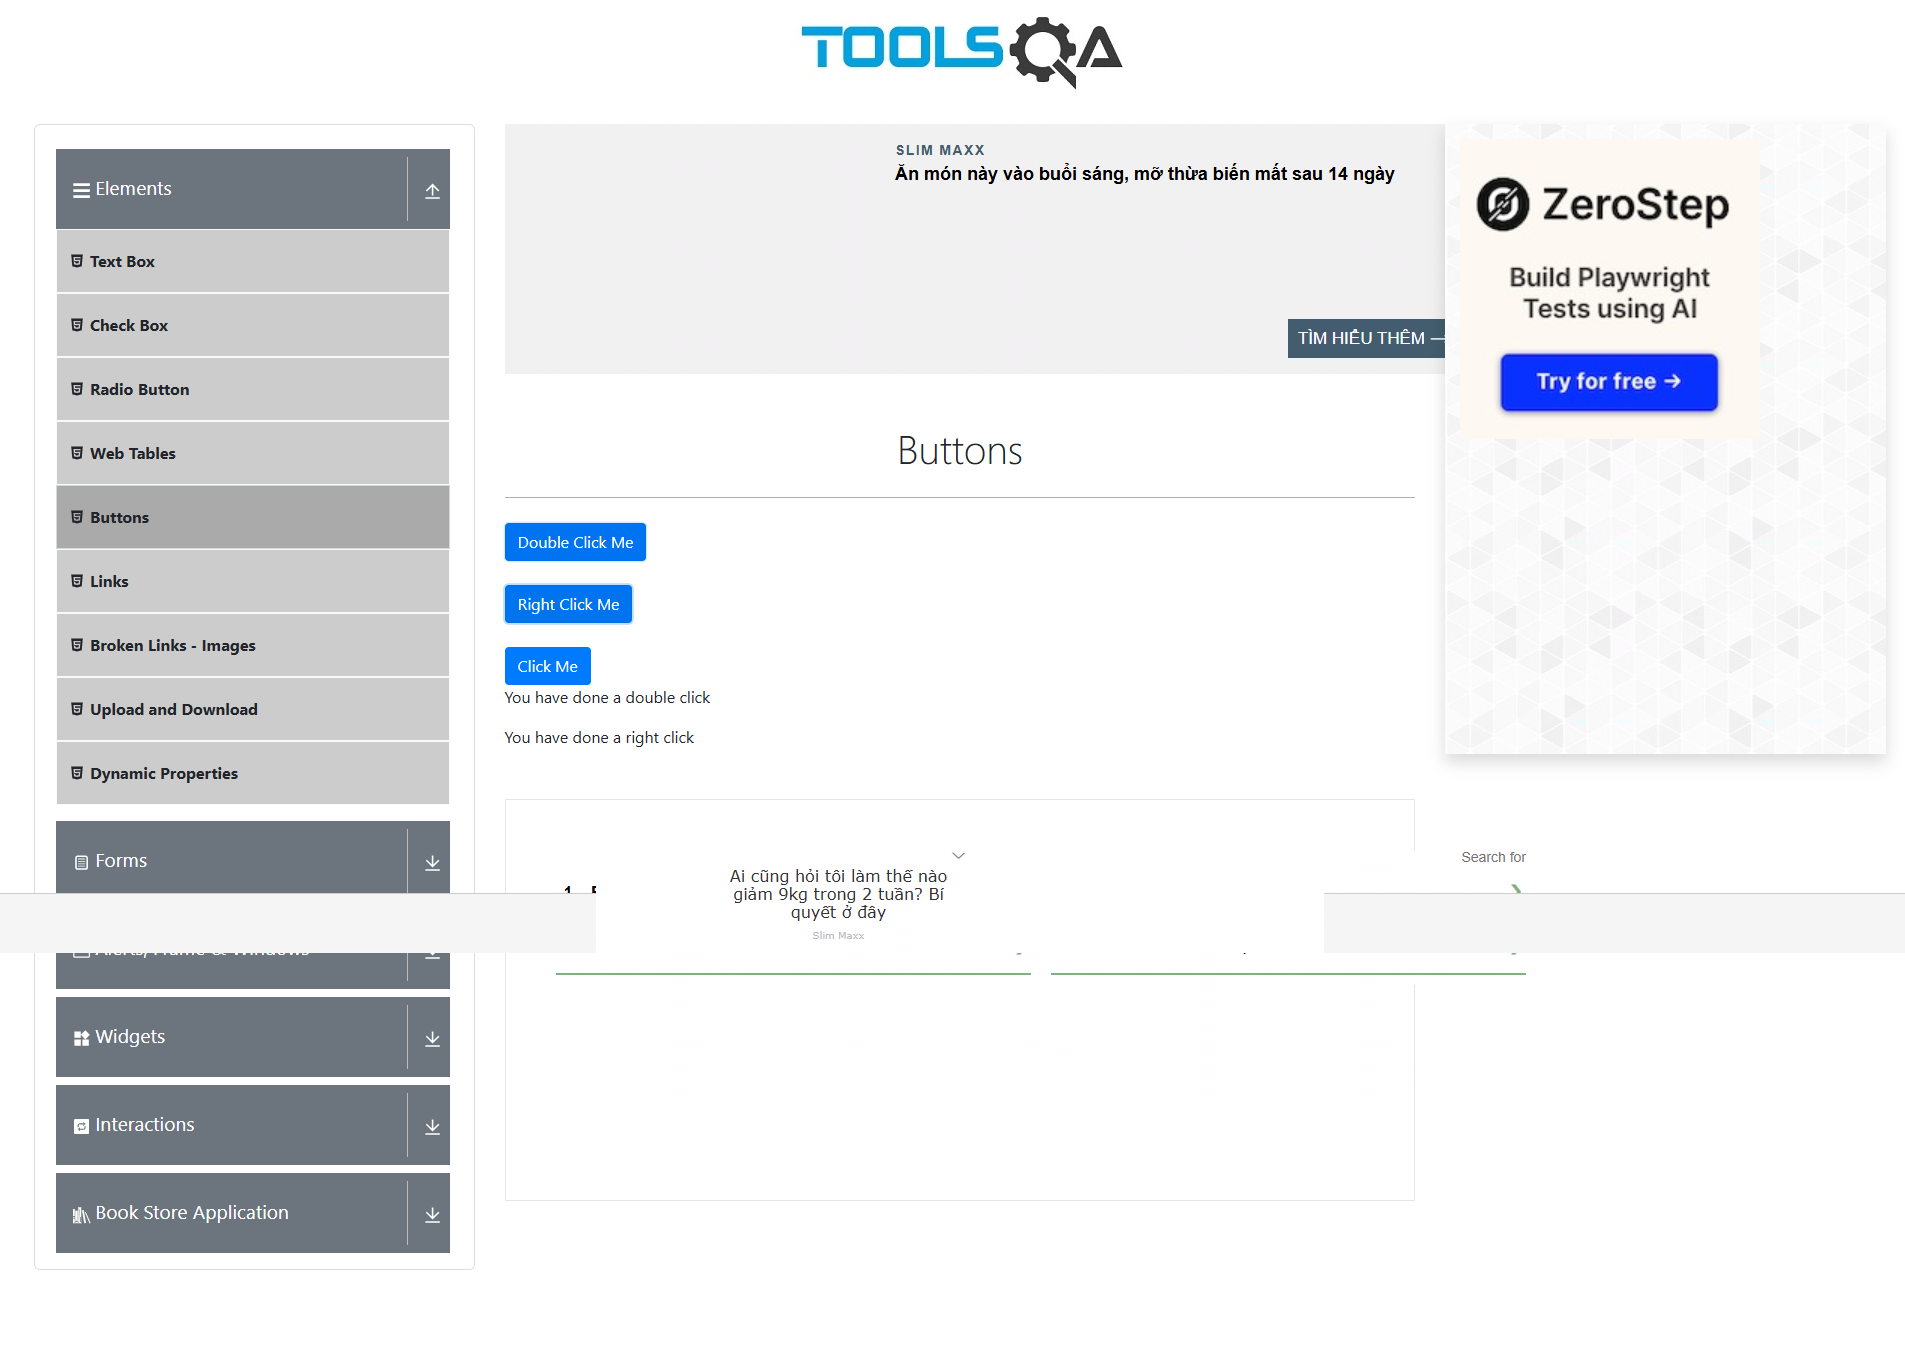 TOOLSQA
Elements
Text Box
Check Box
Radio Button
Web Tables
Buttons
Links
Broken Links - Images
Upload and Download
Dynamic Properties
Forms
Widgets
Interactions
Book Store Application
SLIM MAXX
Ăn món này vào buổi sáng, mỡ thừa biến mất sau 14 ngày
TÌM HIỂU THÊM
Buttons
Double Click Me
Right Click Me
Click Me
You have done a double click
You have done a right click
ZeroStep
Build Playwright
Tests using AI
Try for free →
Search for
Ai cũng hỏi tôi làm thế nào
giảm 9kg trong 2 tuần? Bí
quyết ở đây
Slim Maxx